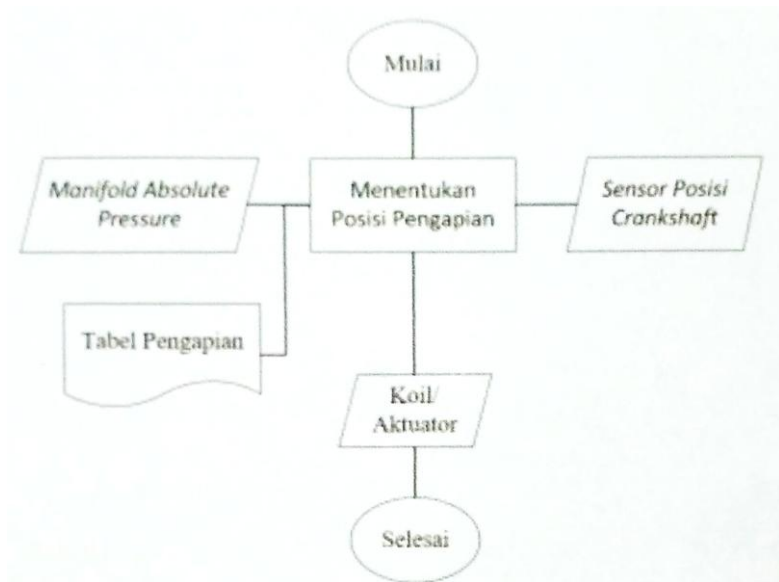 Mulai
Manifold Absolute
Pressure
Menentukan
Posisi Pengapian
Sensor Posisi
Crankshaft
Tabel Pengapian
Koil/
Aktuator
Selesai